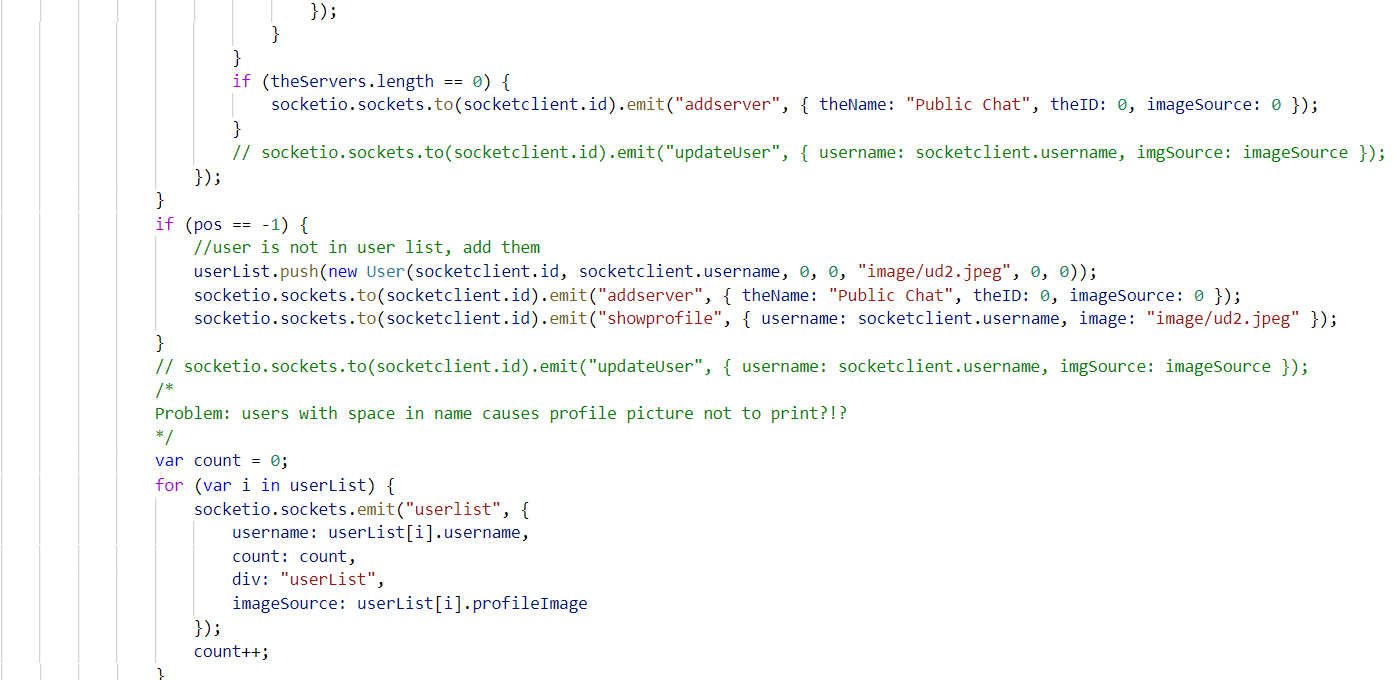 });
}
}
if (theServers.length == 0) {
socketio.sockets.to(socketclient.id).emit("addserver", { theName: "Public Chat", theID: 0, imageSource: 0 });
}
// socketio.sockets.to(socketclient.id).emit("updateUser", { username: socketclient.username, imgSource: imageSource });
});
}
if (pos == -1) {
//user is not in user list, add them
userList.push(new User(socketclient.id, socketclient.username, 0, 0, "image/ud2.jpeg", 0, 0));
socketio.sockets.to(socketclient.id).emit("addserver", { theName: "Public Chat", theID: 0, imageSource: 0 });
socketio.sockets.to(socketclient.id).emit("showprofile", { username: socketclient.username, image: "image/ud2.jpeg" });
}
// socketio.sockets.to(socketclient.id).emit("updateUser", { username: socketclient.username, imgSource: imageSource });
/*
Problem: users with space in name causes profile picture not to print?!?
*/
var count = 0;
for (var i in userList) {
socketio.sockets.emit("userlist", {
username: userList[i].username,
count: count,
div: "userList",
imageSource: userList[i].profileImage
});
count++;
}